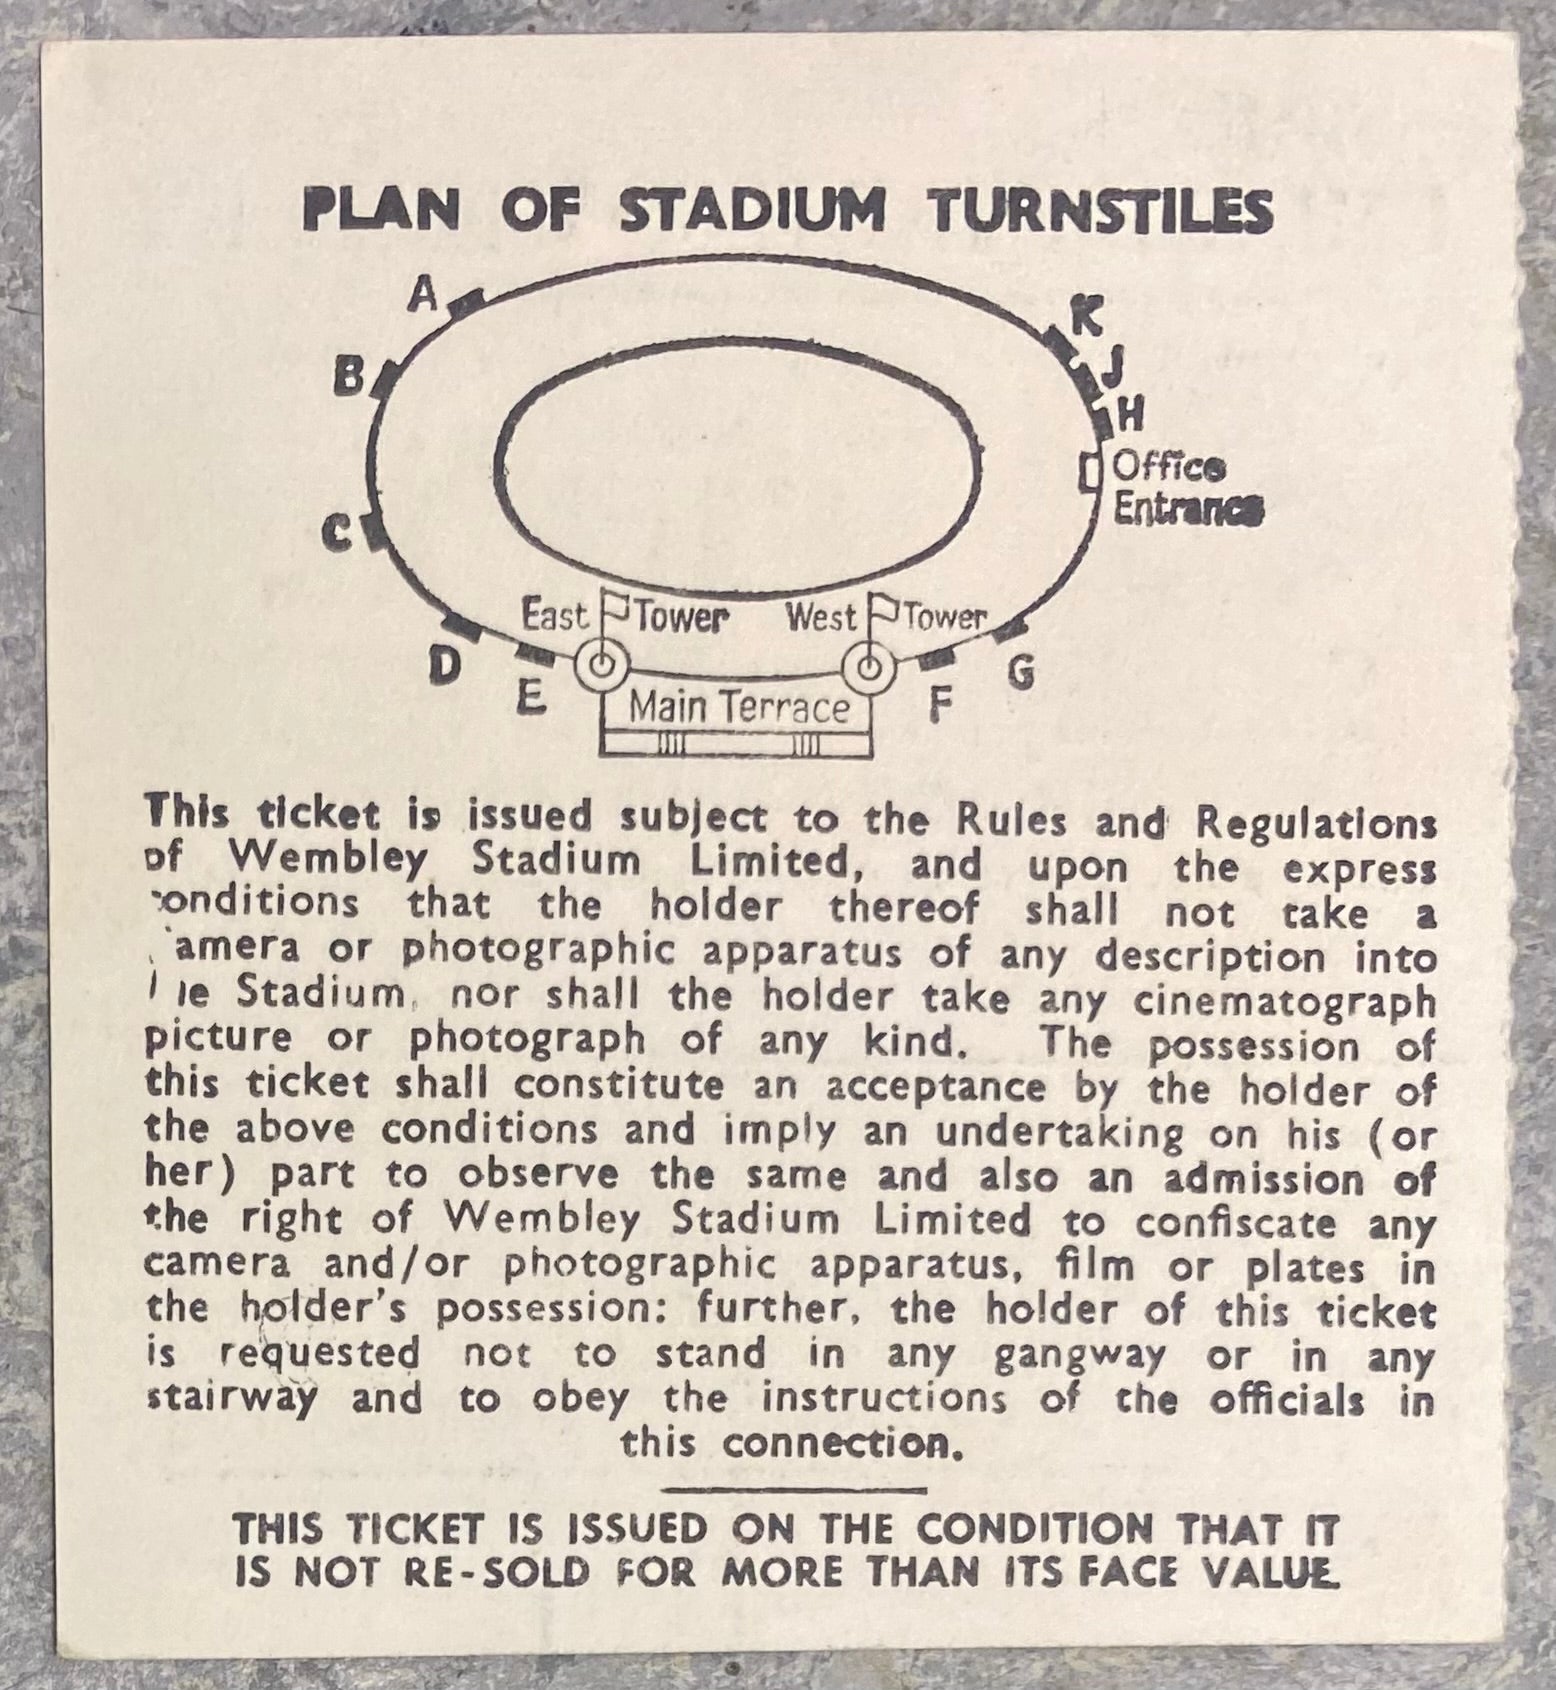 PLAN OF STADIUM TURNSTILES
A
K
B
J
H
Office
Entrance
C
East Tower West Tower
D
G
E
F
Main Terrace
This ticket is issued subject to the Rules and Regulations
of Wembley Stadium Limited, and upon the express
conditions that the holder thereof shall not take a
camera or photographic apparatus of any description into
the Stadium, nor shall the holder take any cinematograph
picture or photograph of any kind. The possession of
this ticket shall constitute an acceptance by the holder of
the above conditions and imply an undertaking on his (or
her) part to observe the same and also an admission of
the right of Wembley Stadium Limited to confiscate any
camera and/or photographic apparatus, film or plates in
the holder's possession: further, the holder of this ticket
is requested not to stand in any gangway or in any
stairway and to obey the instructions of the officials in
this connection.
THIS TICKET IS ISSUED ON THE CONDITION THAT IT
IS NOT RE-SOLD FOR MORE THAN ITS FACE VALUE.